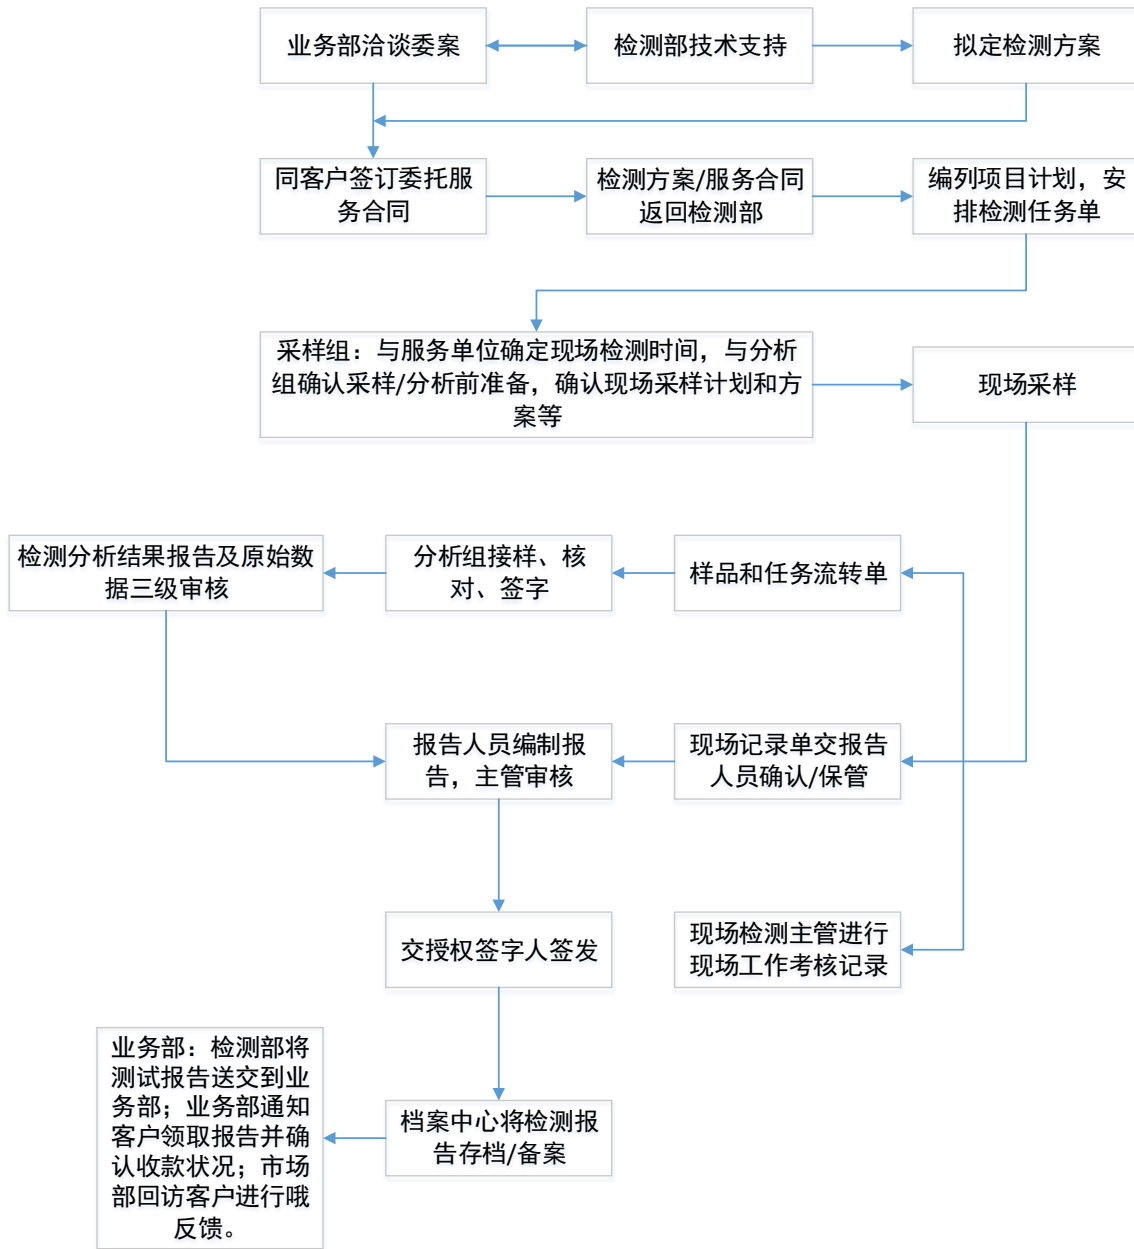 业务部洽谈委案
检测部技术支持
拟定检测方案
同客户签订委托服
务合同
检测方案/服务合同
返回检测部
编列项目计划，安
排检测任务单
采样组：与服务单位确定现场检测时间，与分析
组确认采样/分析前准备，确认现场采样计划和方
案等
现场采样
检测分析结果报告及原始数
据三级审核
分析组接样、核
对、签字
样品和任务流转单
报告人员编制报
告，主管审核
现场记录单交报告
人员确认/保管
交授权签字人签发
现场检测主管进行
现场工作考核记录
业务部：检测部将
测试报告送交到业
务部；业务部通知
客户领取报告并确
认收款状况；市场
部回访客户进行哦
反馈。
档案中心将检测报
告存档/备案